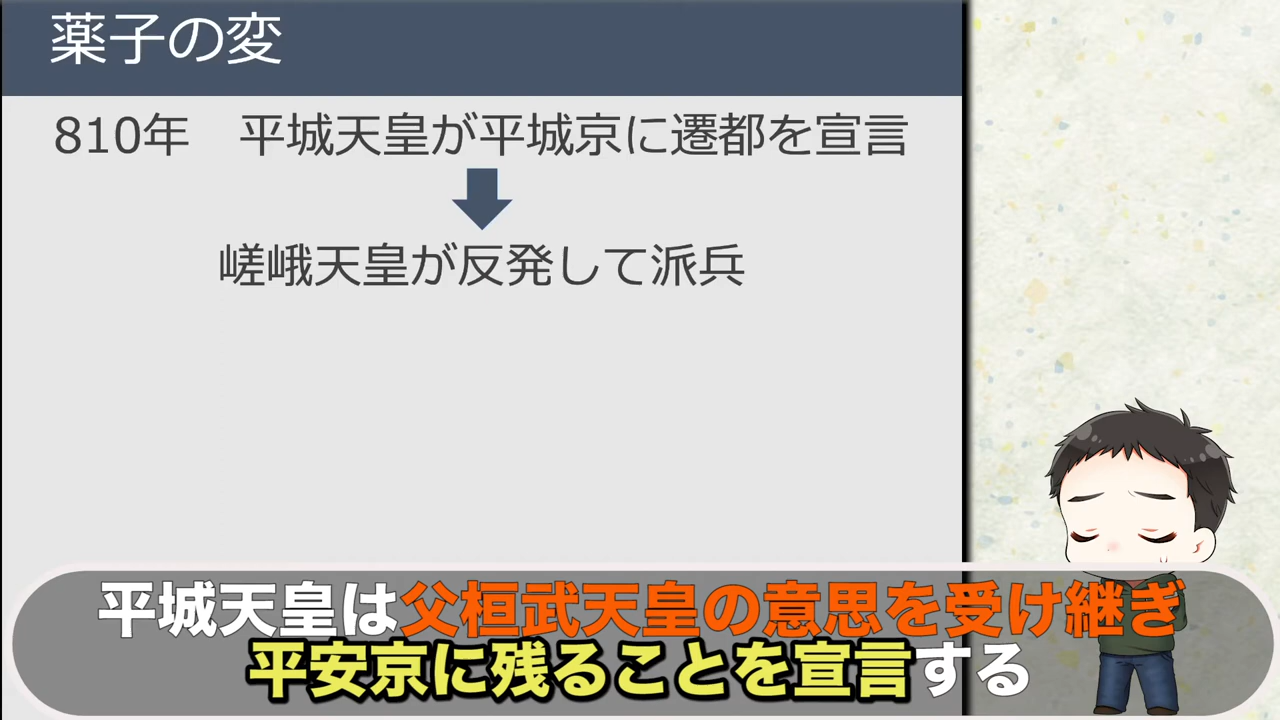 薬子の変
810年　平城天皇が平城京に遷都を宣言
嵯峨天皇が反発して派兵
平城天皇は父桓武天皇の意思を受け継ぎ
平安京に残ることを宣言する